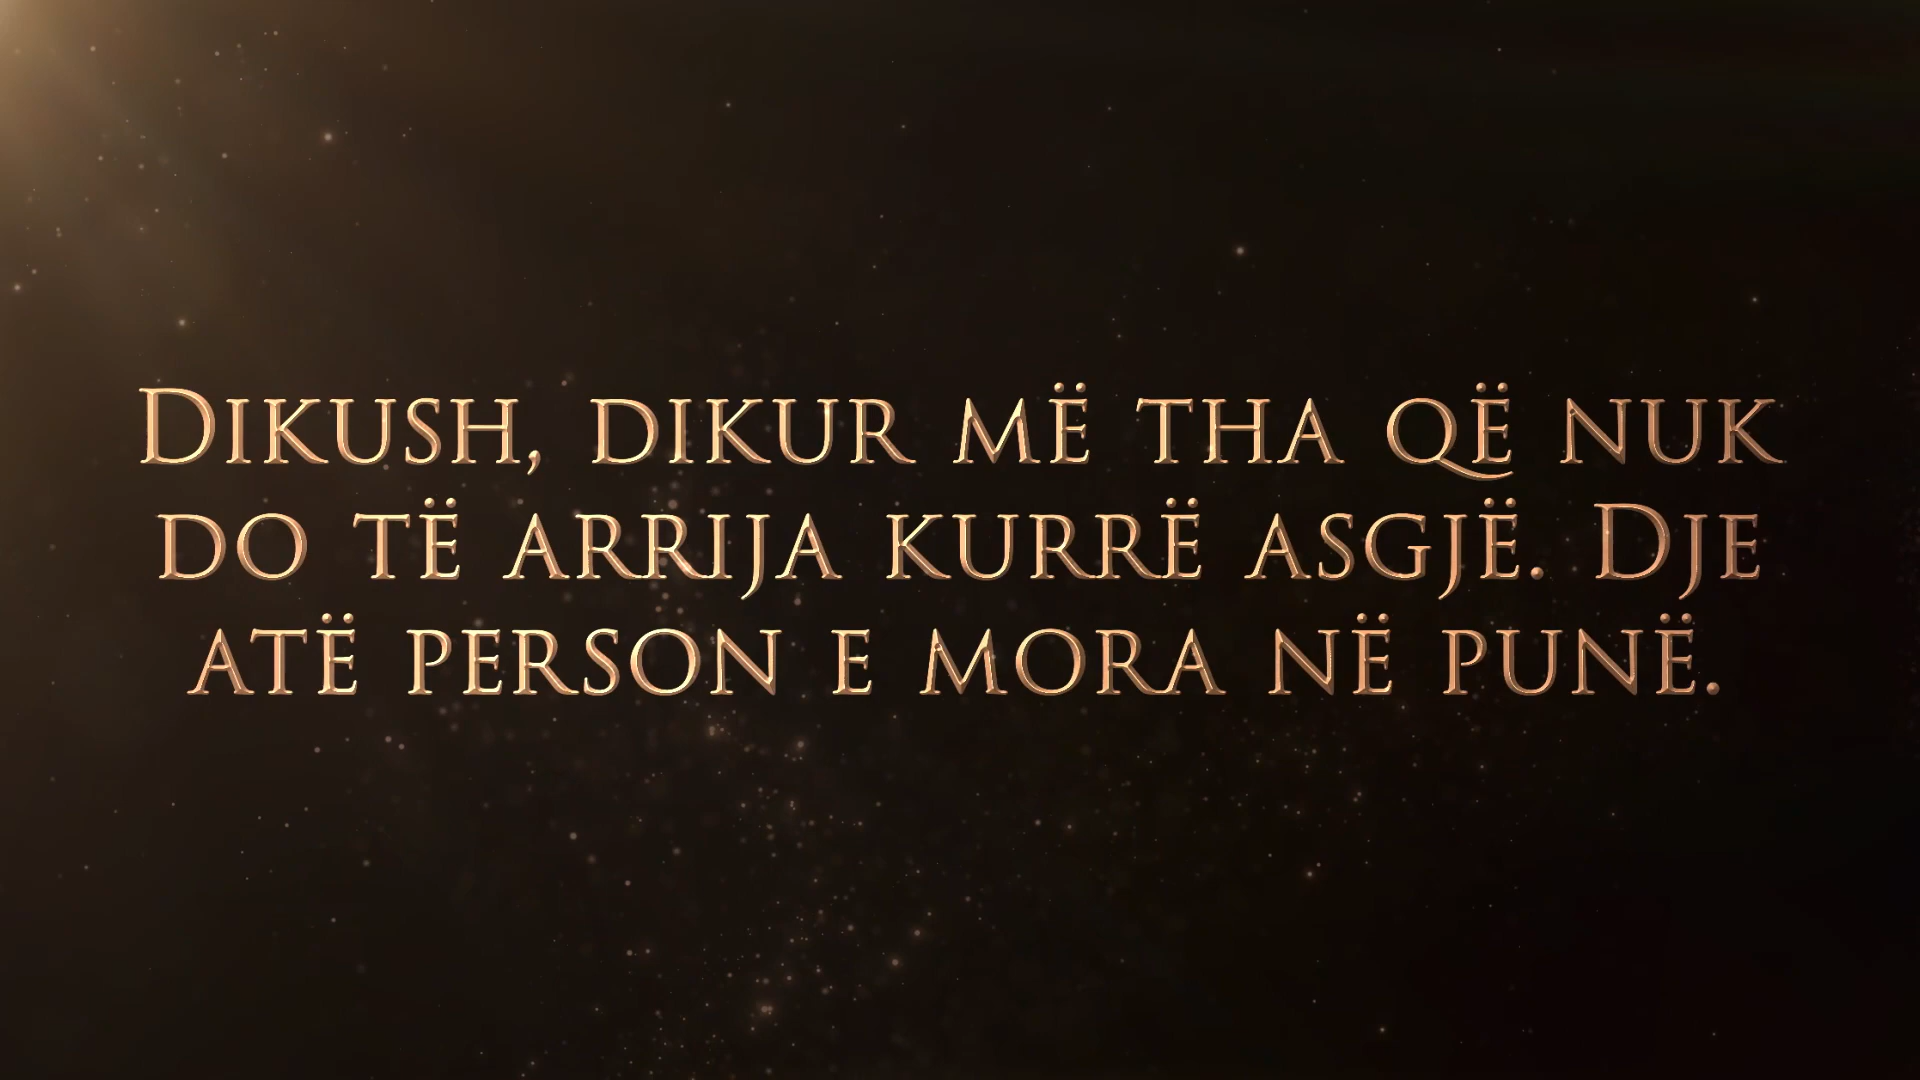 Dikush, dikur më tha që nuk
do të arrija kurrë asgjë. Dje
atë person e mora në punë.